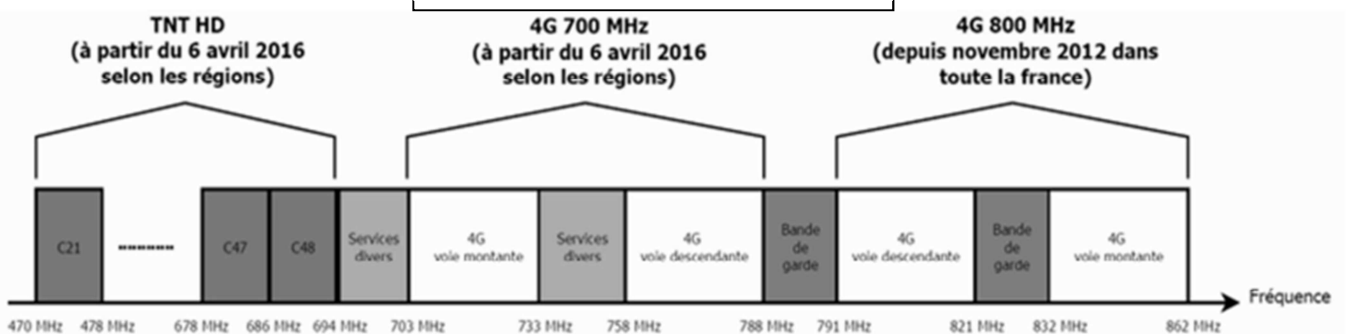 TNT HD
(à partir du 6 avril 2016
selon les régions)
4G 700 MHz
(à partir du 6 avril 2016
selon les régions)
4G 800 MHz
(depuis novembre 2012 dans
toute la france)
C21
C47
C48
Services
divers
4G
voie montante
Services
divers
4G
voie descendante
Bande
de
garde
4G
voie descendante
Bande
de
garde
4G
voie montante
Fréquence
470 MHz 478 MHz 678 MHz 686 MHz 694 MHz 703 MHz 733 MHz 758 MHz 788 MHz 791 MHz 821 MHz 832 MHz 862 MHz